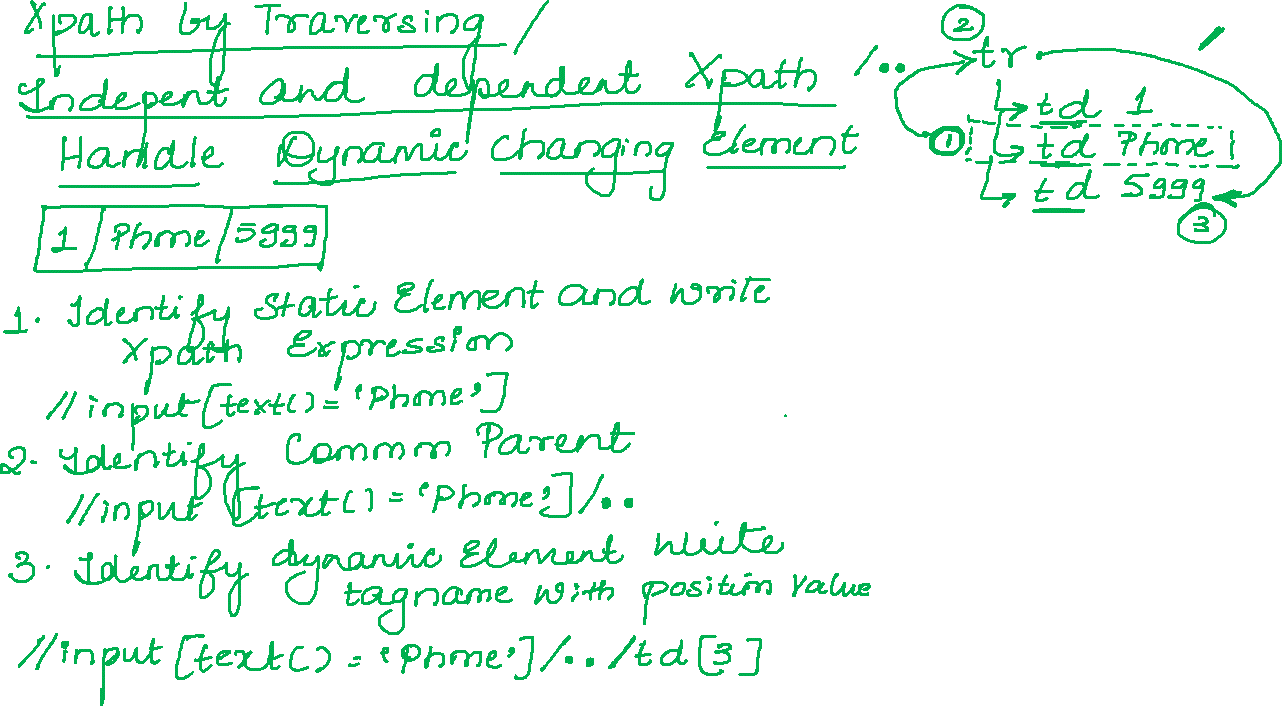 Xpath by Traversing /
Indepent and dependent Xpath /..
Handle Dynamic changing Element
1 / Phone / 5999
1. Identify Static Element and write
Xpath Expression
//input[text()='Phone']
2. Identify Common Parent
//input[text()='Phone']/..
3. Identify dynamic Element write
tagname with position value
//input[text()='Phone']/../td[3]
2
tr
td 1
1 td Phone
td 5999
3